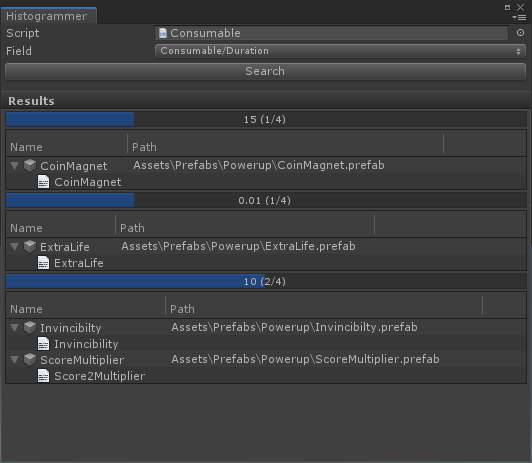 Histogrammer
Script Consumable
Field Consumable/Duration
Search
Results
15 (1/4)
Name Path
CoinMagnet Assets\Prefabs\Powerup\CoinMagnet.prefab
CoinMagnet
0.01 (1/4)
Name Path
ExtraLife Assets\Prefabs\Powerup\ExtraLife.prefab
ExtraLife
10 (2/4)
Name Path
Invincibilty Assets\Prefabs\Powerup\Invincibilty.prefab
Invincibility
ScoreMultiplier Assets\Prefabs\Powerup\ScoreMultiplier.prefab
Score2Multiplier